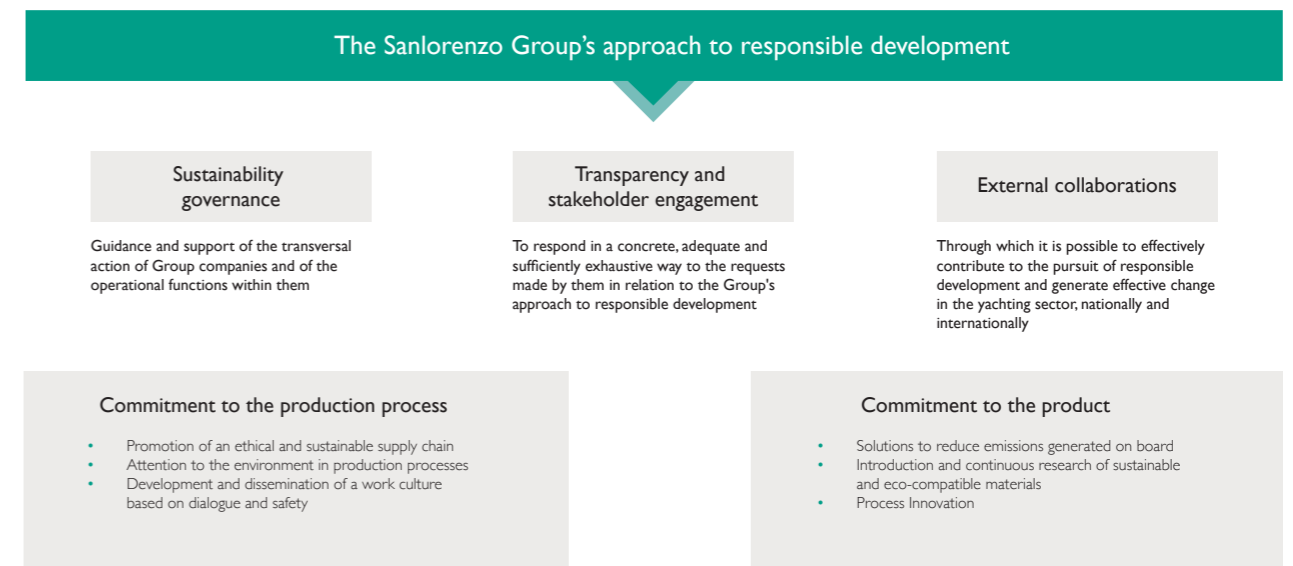 The Sanlorenzo Group's approach to responsible development
Sustainability
governance
Guidance and support of the transversal
action of Group companies and of the
operational functions within them
Transparency and
stakeholder engagement
To respond in a concrete, adequate and
sufficiently exhaustive way to the requests
made by them in relation to the Group's
approach to responsible development
External collaborations
Through which it is possible to effectively
contribute to the pursuit of responsible
development and generate effective change
in the yachting sector, nationally and
internationally
Commitment to the production process
• Promotion of an ethical and sustainable supply chain
• Attention to the environment in production processes
• Development and dissemination of a work culture
based on dialogue and safety
Commitment to the product
• Solutions to reduce emissions generated on board
• Introduction and continuous research of sustainable
and eco-compatible materials
• Process Innovation